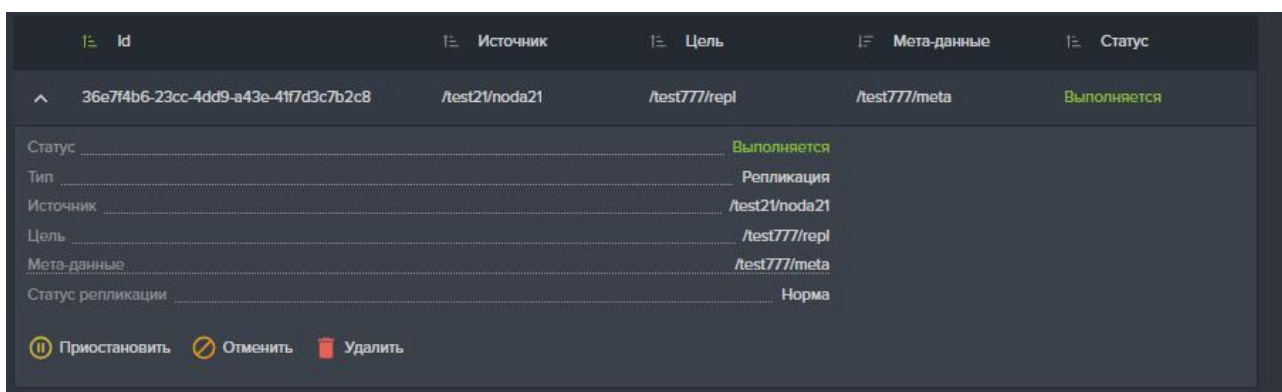 Id Источник Цель Мета-данные Статус
36e7f4b6-23cc-4dd9-a43e-41f7d3c7b2c8 /test21/noda21 /test777/repl /test777/meta Выполняется
Статус Выполняется
Тип Репликация
Источник /test21/noda21
Цель /test777/repl
Мета-данные /test777/meta
Статус репликации Норма
Приостановить Отменить Удалить